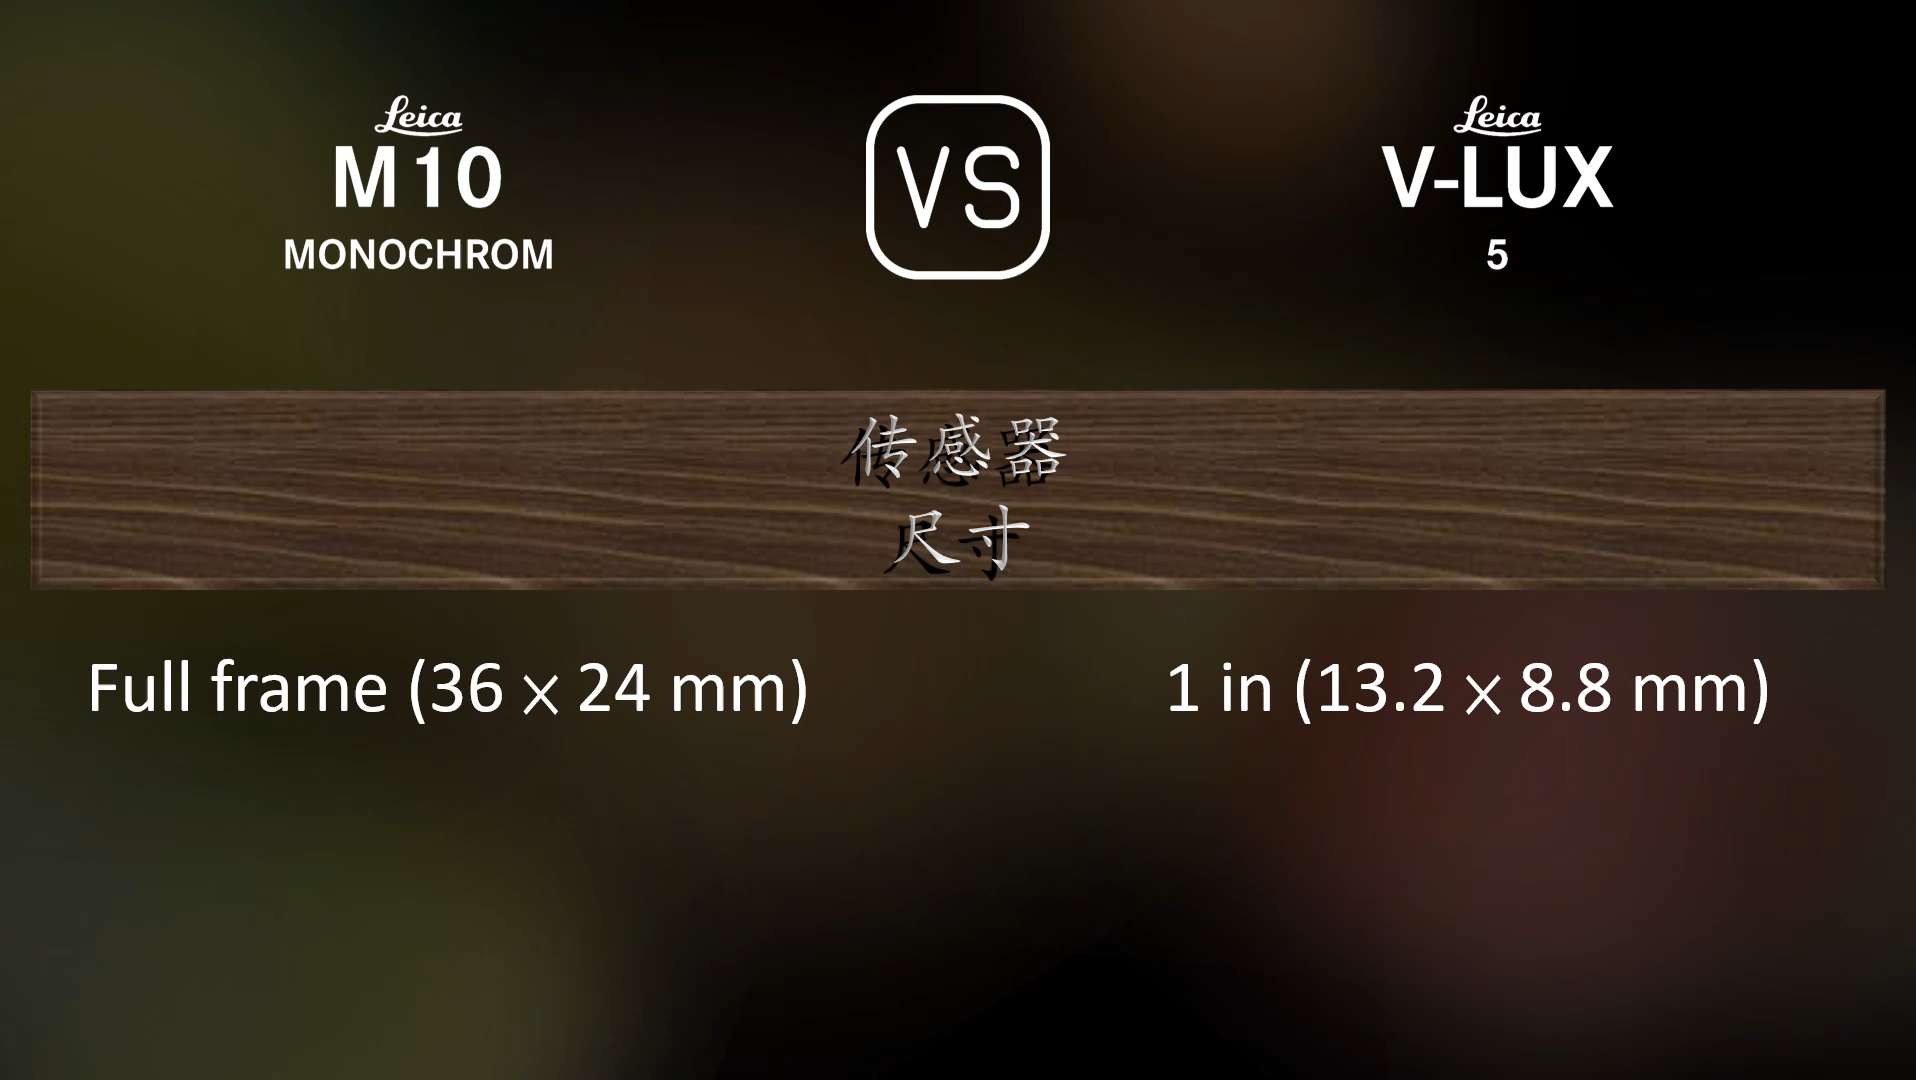 Leica
M10
MONOCHROM
VS
Leica
V-LUX
5
传感器
尺寸
Full frame (36 x 24 mm)
1 in (13.2 x 8.8 mm)